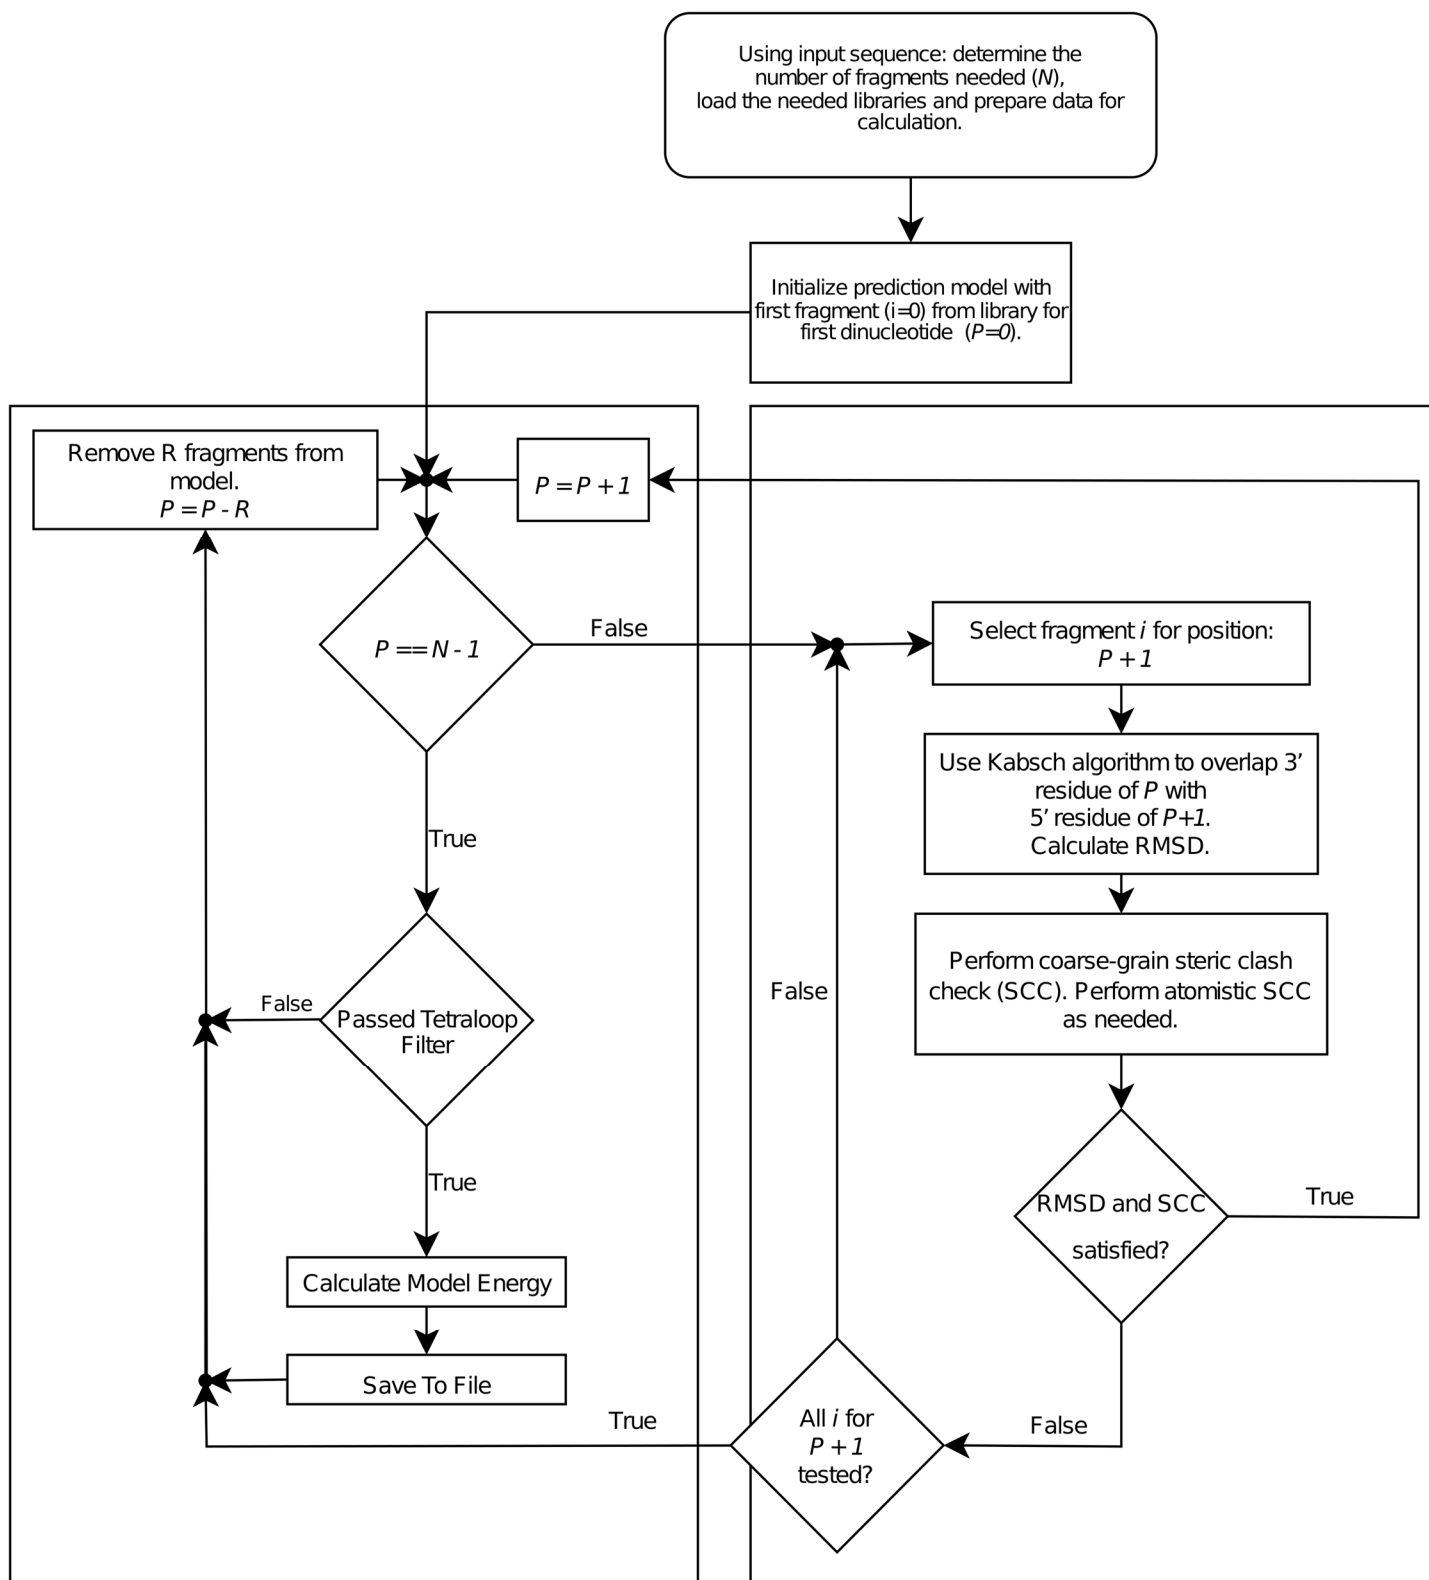 Using input sequence: determine the
number of fragments needed (N),
load the needed libraries and prepare data for
calculation.
Initialize prediction model with
first fragment (i=0) from library for
first dinucleotide (P=0).
Remove R fragments from
model.
P = P - R
P = P + 1
P == N - 1
False
Select fragment i for position:
P + 1
Use Kabsch algorithm to overlap 3’
residue of P with
5’ residue of P+1.
Calculate RMSD.
True
Perform coarse-grain steric clash
check (SCC). Perform atomistic SCC
as needed.
False
False
Passed Tetraloop
Filter
True
RMSD and SCC
satisfied?
True
Calculate Model Energy
Save To File
True
All i for
P + 1
tested?
False